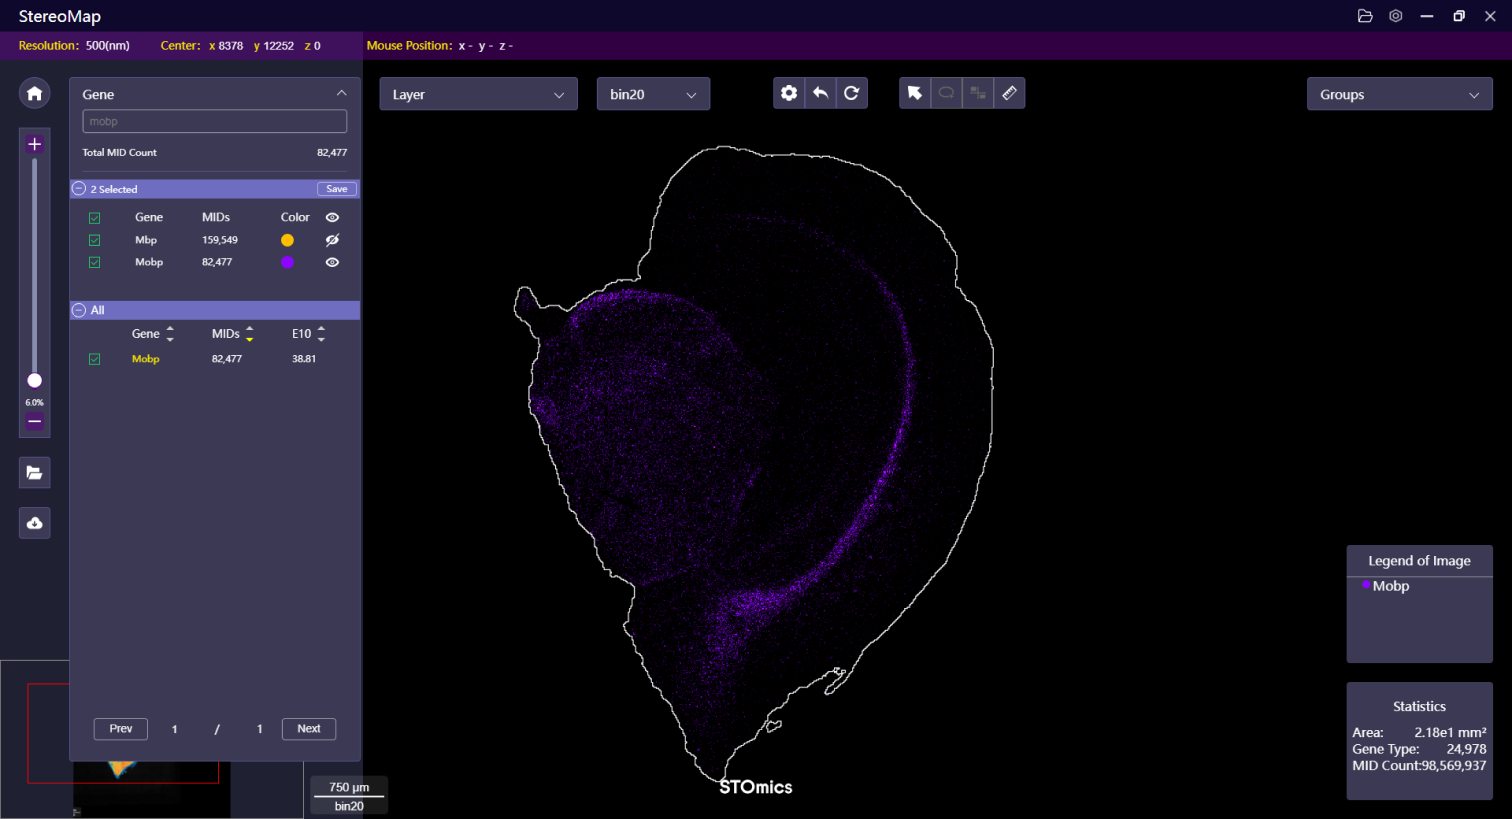 StereoMap
Resolution: 500(nm) Center: x 8378 y 12252 z 0 Mouse Position: x - y - z -
Gene
mobp
Total MID Count 82,477
2 Selected Save
Gene MIDs Color
Mbp 159,549
Mobp 82,477
All
Gene MIDs E10
Mobp 82,477 38.81
Prev 1 / 1 Next
6.0%
Layer bin20 Groups
Legend of Image
Mobp
Statistics
Area: 2.18e1 mm²
Gene Type: 24,978
MID Count:98,569,937
750 μm
bin20
STOmics